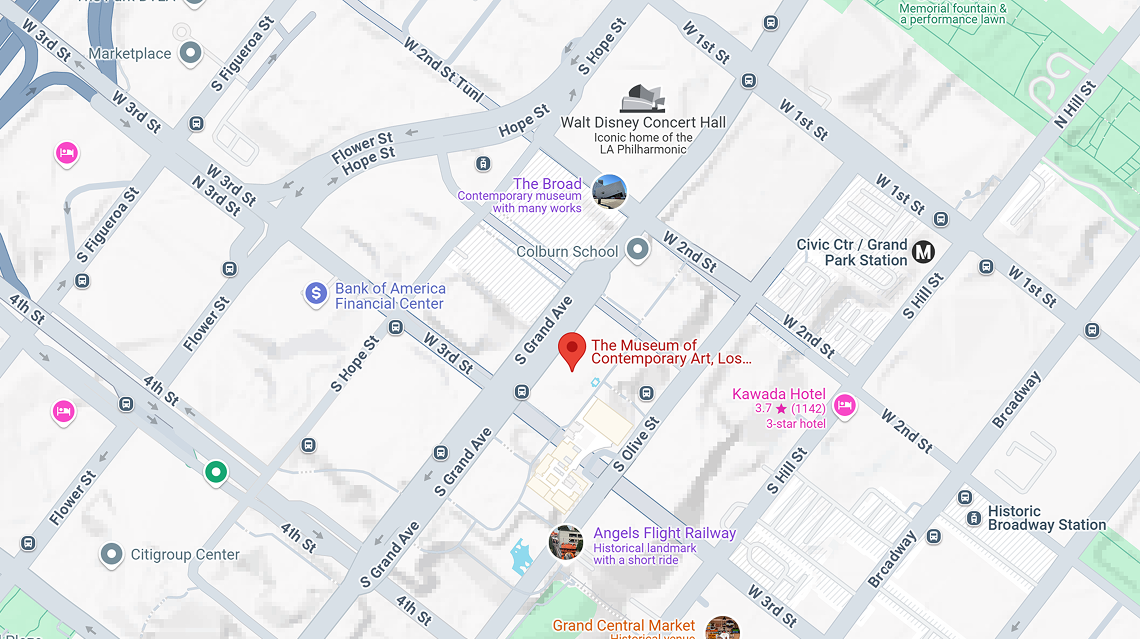 Memorial fountain &
a performance lawn
W 3rd St
Marketplace
S Figueroa St
W 2nd St Tunl
S Hope St
W 1st St
N Hill St
W 3rd St
Walt Disney Concert Hall
Iconic home of the
LA Philharmonic
W 1st St
Hope St
Flower St
Hope St
W 3rd St
N 3rd St
The Broad
Contemporary museum
with many works
W 1st St
S Figueroa St
Colburn School
W 2nd St
Civic Ctr / Grand
Park Station
M
W 1st St
S Hill St
$
Bank of America
Financial Center
4th St
Flower St
S Grand Ave
W 3rd St
S Hope St
W 2nd St
The Museum of
Contemporary Art, Los...
4th St
Kawada Hotel
3.7 ★ (1142)
3-star hotel
Broadway
W 2nd St
S Grand Ave
S Olive St
S Hill St
Flower St
Historic
Broadway Station
4th St
S Grand Ave
Angels Flight Railway
Historical landmark
with a short ride
Citigroup Center
Broadway
4th St
W 3rd St
Grand Central Market
Historical venue